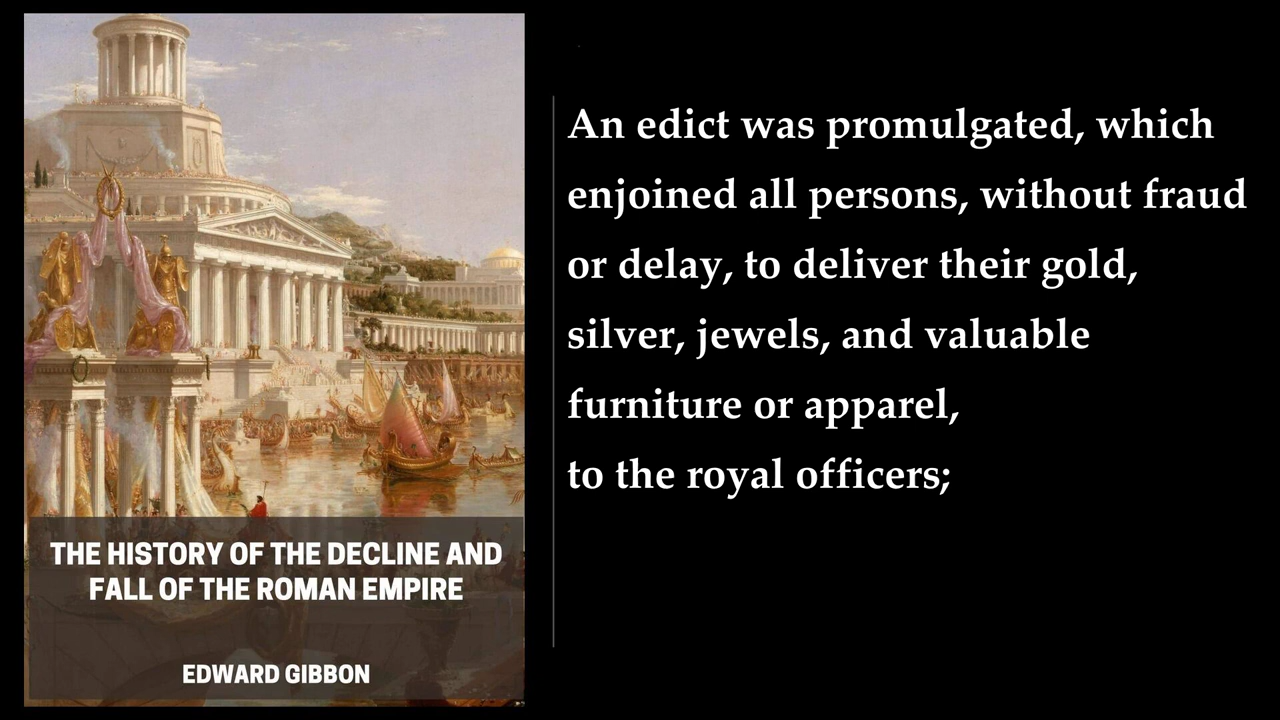 THE HISTORY OF THE DECLINE AND
FALL OF THE ROMAN EMPIRE
EDWARD GIBBON
An edict was promulgated, which
enjoined all persons, without fraud
or delay, to deliver their gold,
silver, jewels, and valuable
furniture or apparel,
to the royal officers;